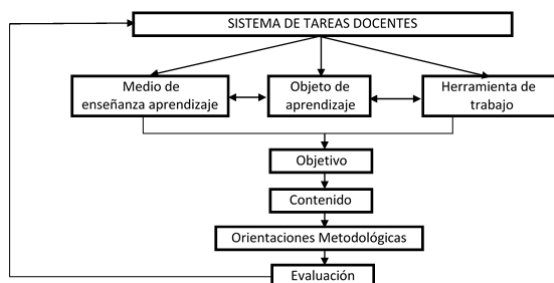 SISTEMA DE TAREAS DOCENTES
Medio de
enseñanza aprendizaje
Objeto de
aprendizaje
Herramienta de
trabajo
Objetivo
Contenido
Orientaciones Metodológicas
Evaluación